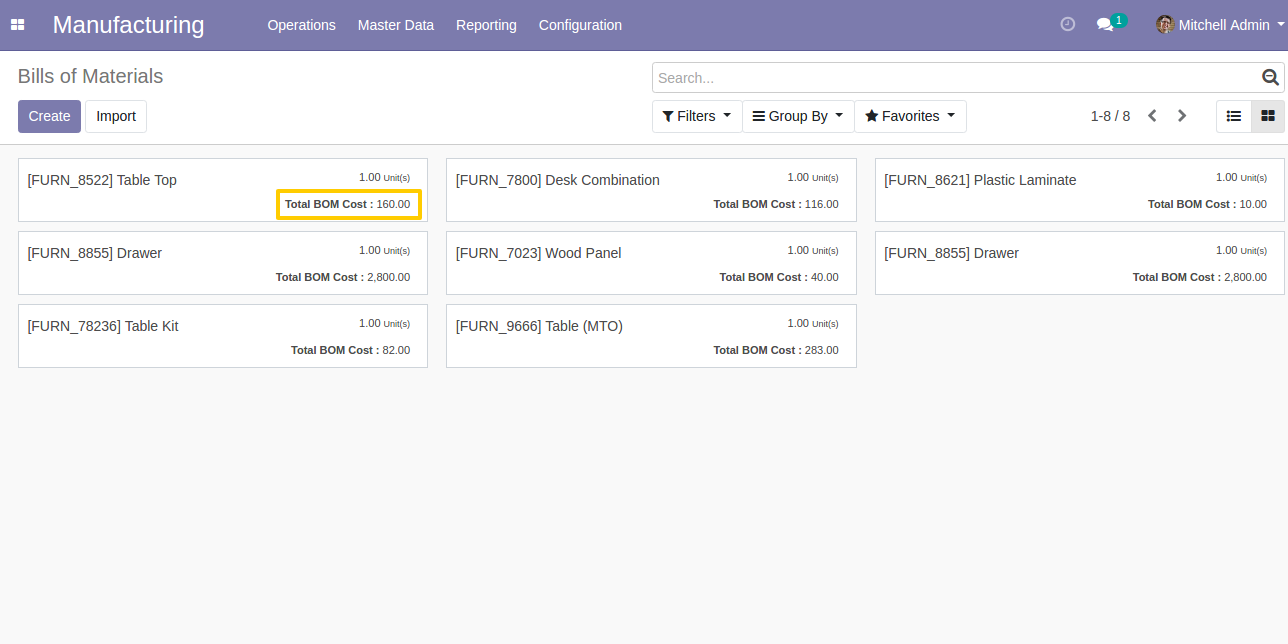 Manufacturing Operations Master Data Reporting Configuration 1 Mitchell Admin
Bills of Materials
Search...
Create Import Filters Group By Favorites 1-8 / 8
[FURN_8522] Table Top 1.00 Unit(s)
Total BOM Cost : 160.00
[FURN_7800] Desk Combination 1.00 Unit(s)
Total BOM Cost : 116.00
[FURN_8621] Plastic Laminate 1.00 Unit(s)
Total BOM Cost : 10.00
[FURN_8855] Drawer 1.00 Unit(s)
Total BOM Cost : 2,800.00
[FURN_7023] Wood Panel 1.00 Unit(s)
Total BOM Cost : 40.00
[FURN_8855] Drawer 1.00 Unit(s)
Total BOM Cost : 2,800.00
[FURN_78236] Table Kit 1.00 Unit(s)
Total BOM Cost : 82.00
[FURN_9666] Table (MTO) 1.00 Unit(s)
Total BOM Cost : 283.00